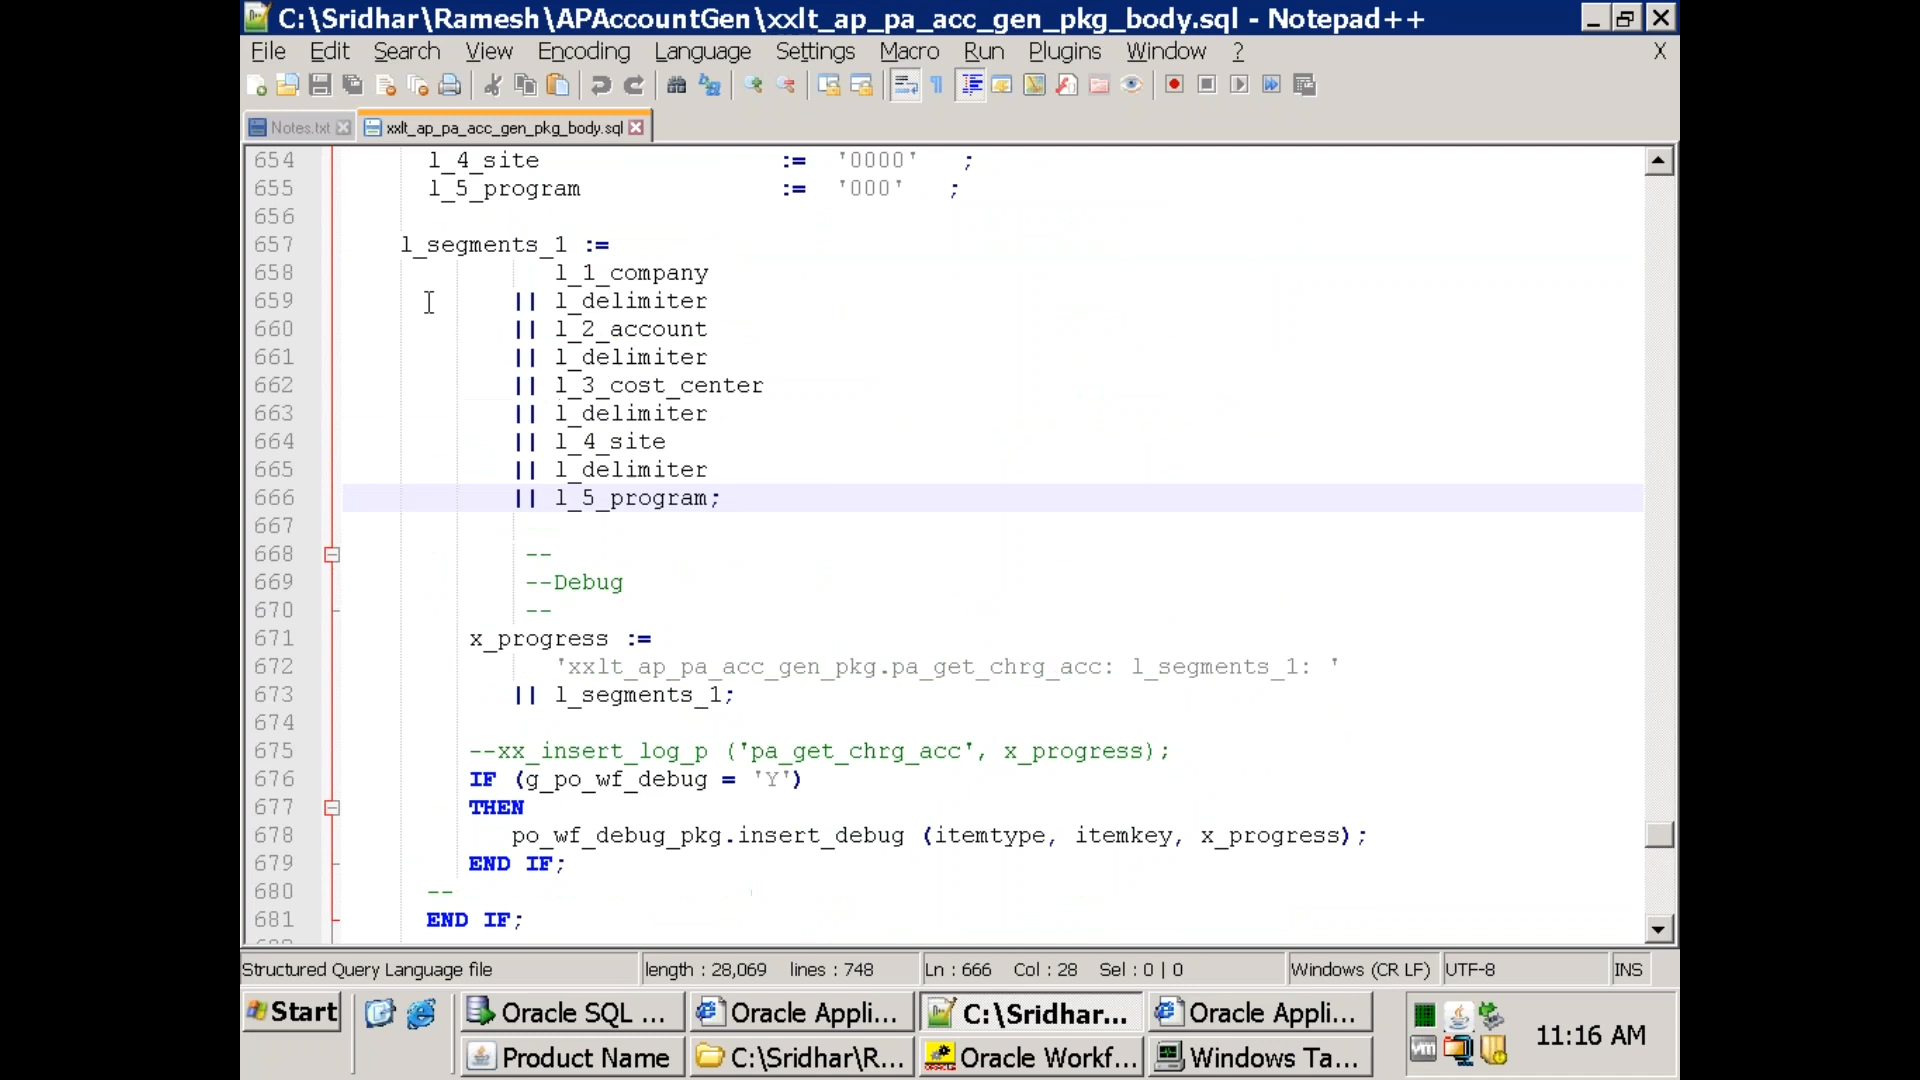 C:\Sridhar\Ramesh\APAccountGen\xxlt_ap_pa_acc_gen_pkg_body.sql - Notepad++
File Edit Search View Encoding Language Settings Macro Run Plugins Window ? X
Notes.txt xxlt_ap_pa_acc_gen_pkg_body.sql
654 l_4_site := '0000' ;
655 l_5_program := '000' ;
656
657 l_segments_1 :=
658 l_1_company
659 || l_delimiter
660 || l_2_account
661 || l_delimiter
662 || l_3_cost_center
663 || l_delimiter
664 || l_4_site
665 || l_delimiter
666 || l_5_program;
667
668 --
669 --Debug
670 --
671 x_progress :=
672 'xxlt_ap_pa_acc_gen_pkg.pa_get_chrg_acc: l_segments_1: '
673 || l_segments_1;
674
675 --xx_insert_log_p ('pa_get_chrg_acc', x_progress);
676 IF (g_po_wf_debug = 'Y')
677 THEN
678 po_wf_debug_pkg.insert_debug (itemtype, itemkey, x_progress);
679 END IF;
680 --
681 END IF;
Structured Query Language file length : 28,069 lines : 748 Ln : 666 Col : 28 Sel : 0 | 0 Windows (CR LF) UTF-8 INS
Start Oracle SQL ... Oracle Appli... C:\Sridhar... Oracle Appli...
Product Name C:\Sridhar\R... Oracle Workf... Windows Ta... 11:16 AM